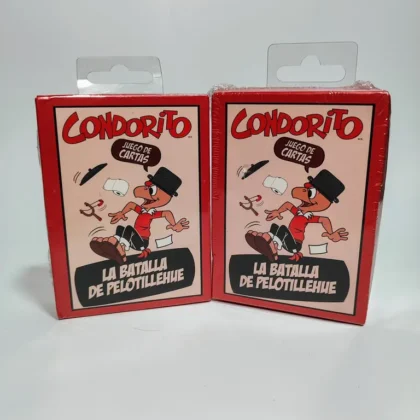 CONDORITO
JUEGO DE
CARTAS
LA BATALLA
DE PELOTILLEHUE
CONDORITO
JUEGO DE
CARTAS
LA BATALLA
DE PELOTILLEHUE